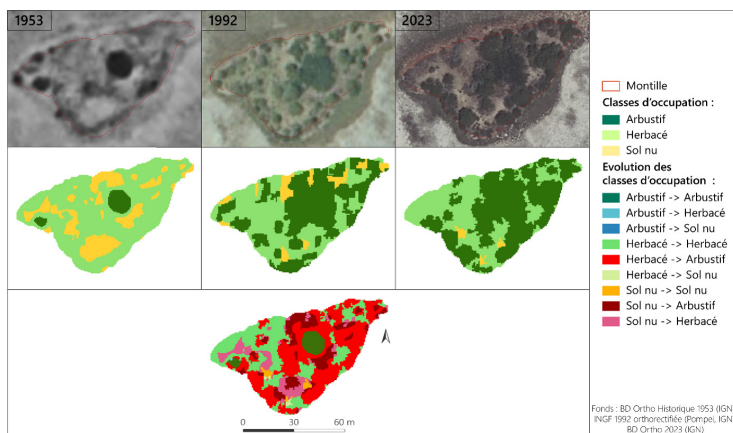 1953
1992
2023
Montille
Classes d'occupation :
Arbustif
Herbacé
Sol nu
Evolution des
classes d'occupation :
Arbustif -> Arbustif
Arbustif -> Herbacé
Arbustif -> Sol nu
Herbacé -> Herbacé
Herbacé -> Arbustif
Herbacé -> Sol nu
Sol nu -> Sol nu
Sol nu -> Arbustif
Sol nu -> Herbacé
0 30 60 m
Fonds : BD Ortho Historique 1953 (IGN
INGF 1992 orthorectifiée (Pompei, IGN
BD Ortho 2023 (IGN)